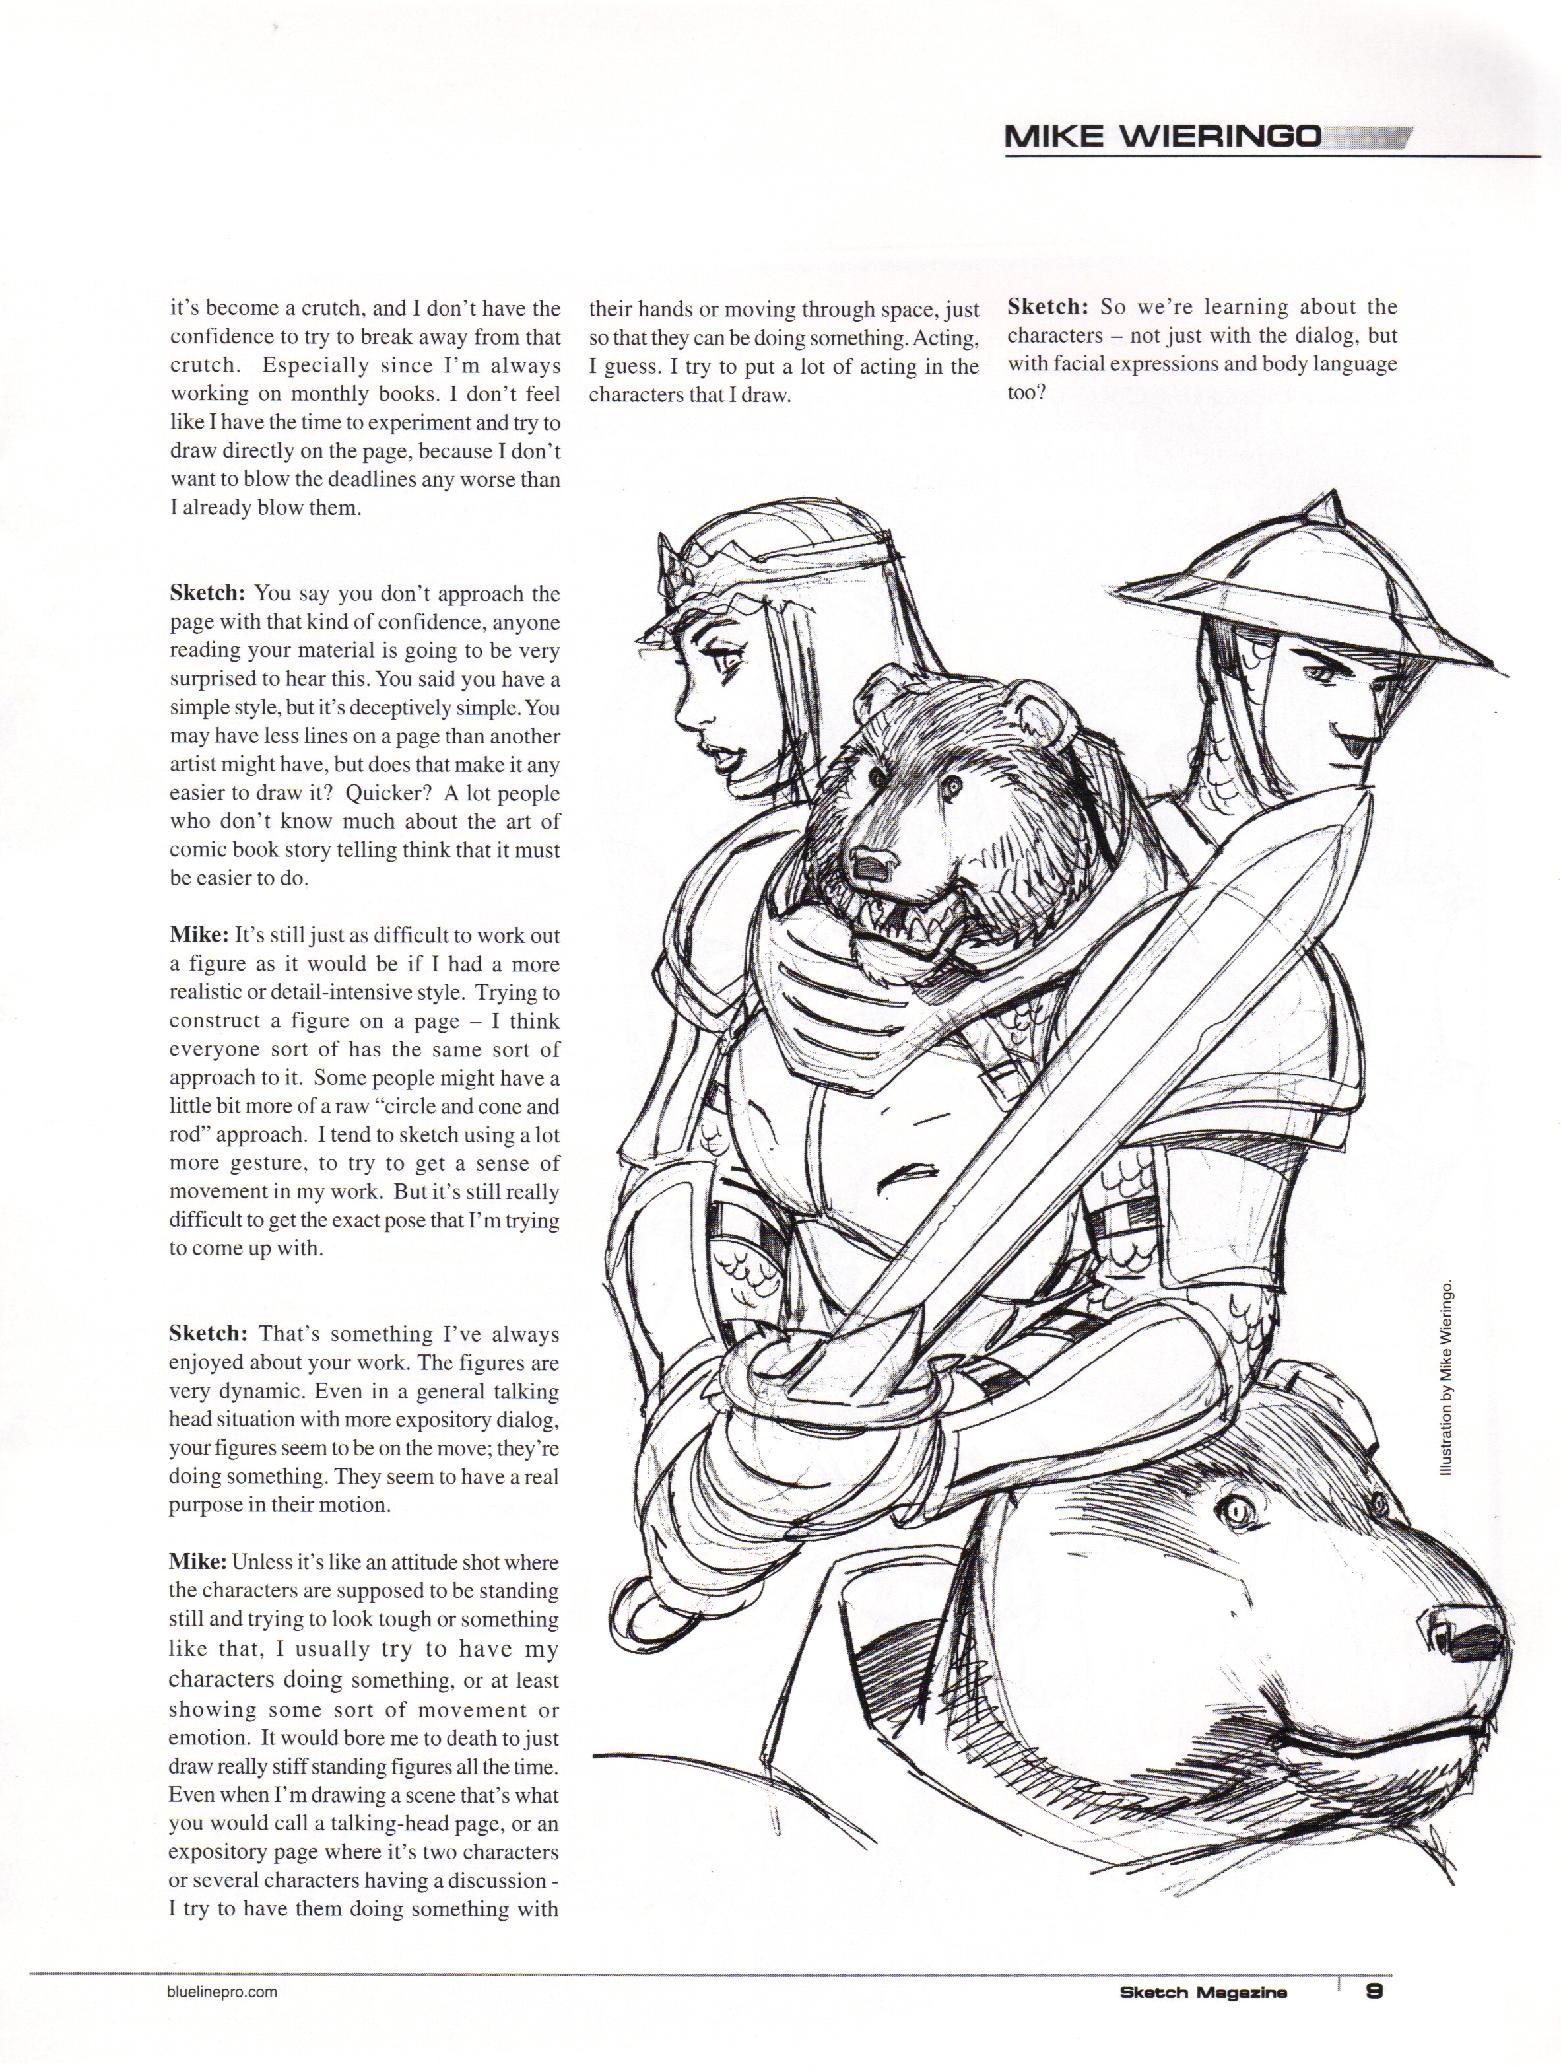 MIKE WIERINGO
it's become a crutch, and I don't have the
confidence to try to break away from that
crutch. Especially since I'm always
working on monthly books. I don't feel
like I have the time to experiment and try to
draw directly on the page, because I don't
want to blow the deadlines any worse than
I already blow them.
Sketch: You say you don't approach the
page with that kind of confidence, anyone
reading your material is going to be very
surprised to hear this. You said you have a
simple style, but it's deceptively simple. You
may have less lines on a page than another
artist might have, but does that make it any
easier to draw it? Quicker? A lot people
who don't know much about the art of
comic book story telling think that it must
be easier to do.
Mike: It's still just as difficult to work out
a figure as it would be if I had a more
realistic or detail-intensive style. Trying to
construct a figure on a page – I think
everyone sort of has the same sort of
approach to it. Some people might have a
little bit more of a raw “circle and cone and
rod” approach. I tend to sketch using a lot
more gesture, to try to get a sense of
movement in my work. But it's still really
difficult to get the exact pose that I'm trying
to come up with.
Sketch: That's something I've always
enjoyed about your work. The figures are
very dynamic. Even in a general talking
head situation with more expository dialog,
your figures seem to be on the move; they're
doing something. They seem to have a real
purpose in their motion.
Mike: Unless it's like an attitude shot where
the characters are supposed to be standing
still and trying to look tough or something
like that, I usually try to have my
characters doing something, or at least
showing some sort of movement or
emotion. It would bore me to death to just
draw really stiff standing figures all the time.
Even when I'm drawing a scene that's what
you would call a talking-head page, or an
expository page where it's two characters
or several characters having a discussion -
I try to have them doing something with
their hands or moving through space, just
so that they can be doing something. Acting,
I guess. I try to put a lot of acting in the
characters that I draw.
Sketch: So we're learning about the
characters – not just with the dialog, but
with facial expressions and body language
too?
Illustration by Mike Wieringo.
bluelinepro.com
Sketch Magazine
9